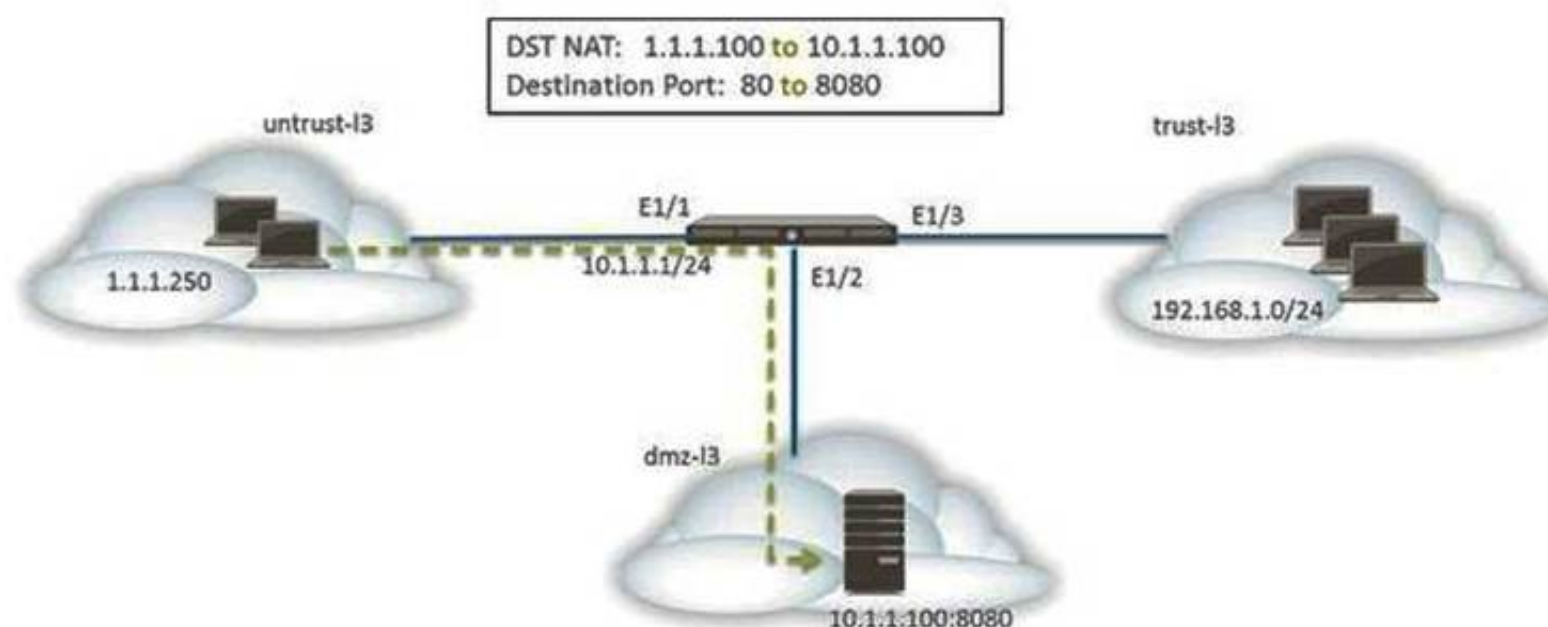 DST NAT: 1.1.1.100 to 10.1.1.100
Destination Port: 80 to 8080
untrust-l3
trust-l3
E1/1
E1/3
10.1.1.1/24
E1/2
1.1.1.250
192.168.1.0/24
dmz-l3
10.1.1.100:8080